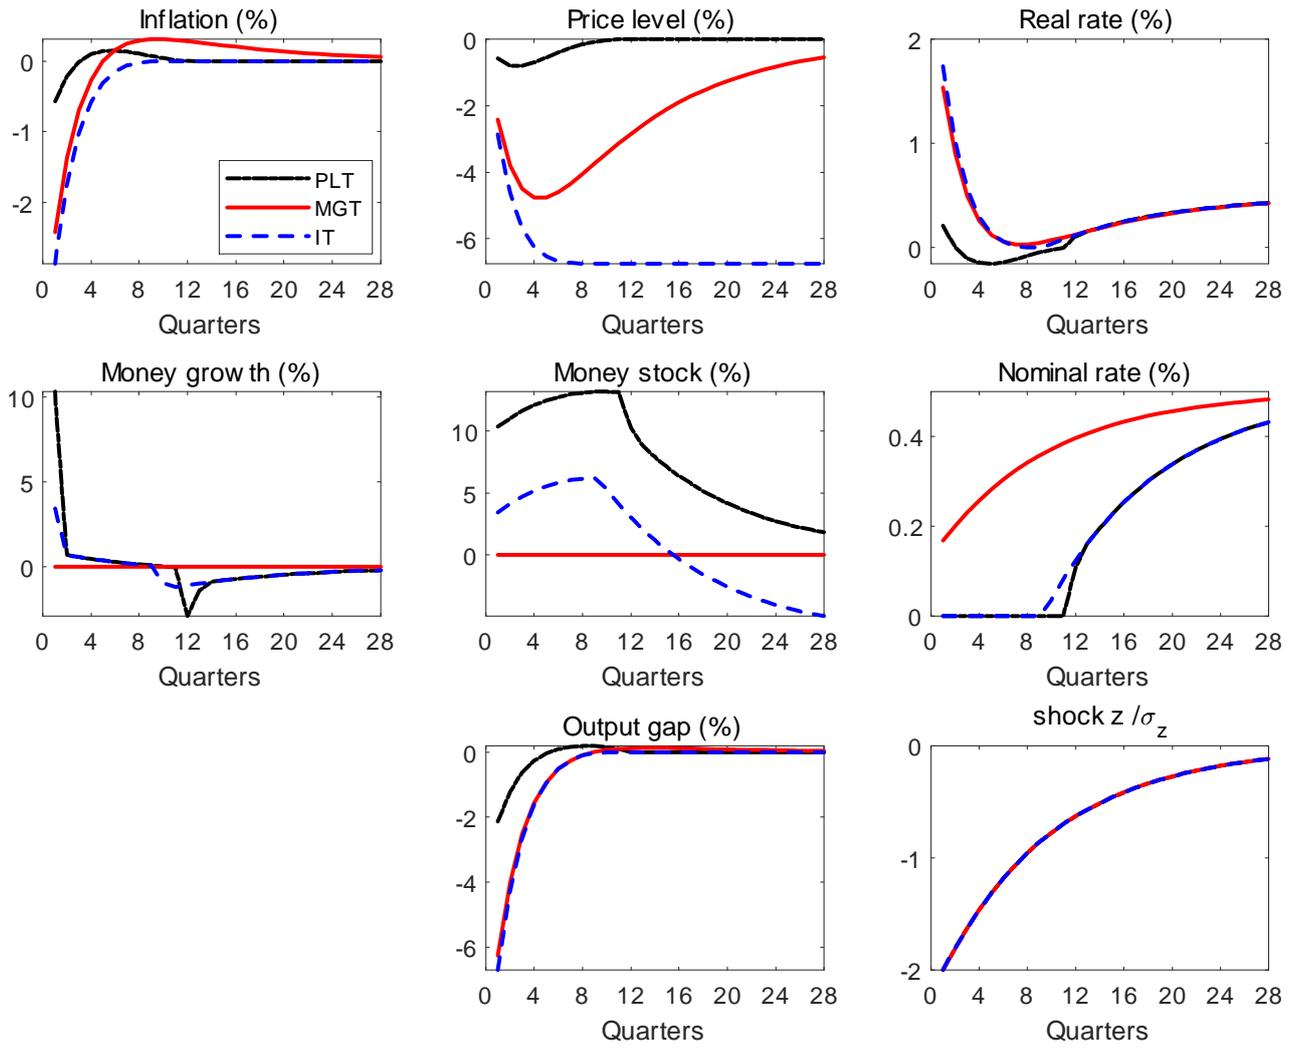 Inflation (%)
0
-1
-2
PLT
MGT
IT
0 4 8 12 16 20 24 28
Quarters
Price level (%)
0
-2
-4
-6
0 4 8 12 16 20 24 28
Quarters
Real rate (%)
2
1
0
0 4 8 12 16 20 24 28
Quarters
Money growth (%)
10
5
0
0 4 8 12 16 20 24 28
Quarters
Money stock (%)
10
5
0
0 4 8 12 16 20 24 28
Quarters
Nominal rate (%)
0.4
0.2
0
0 4 8 12 16 20 24 28
Quarters
Output gap (%)
0
-2
-4
-6
0 4 8 12 16 20 24 28
Quarters
shock z /σz
0
-1
-2
0 4 8 12 16 20 24 28
Quarters